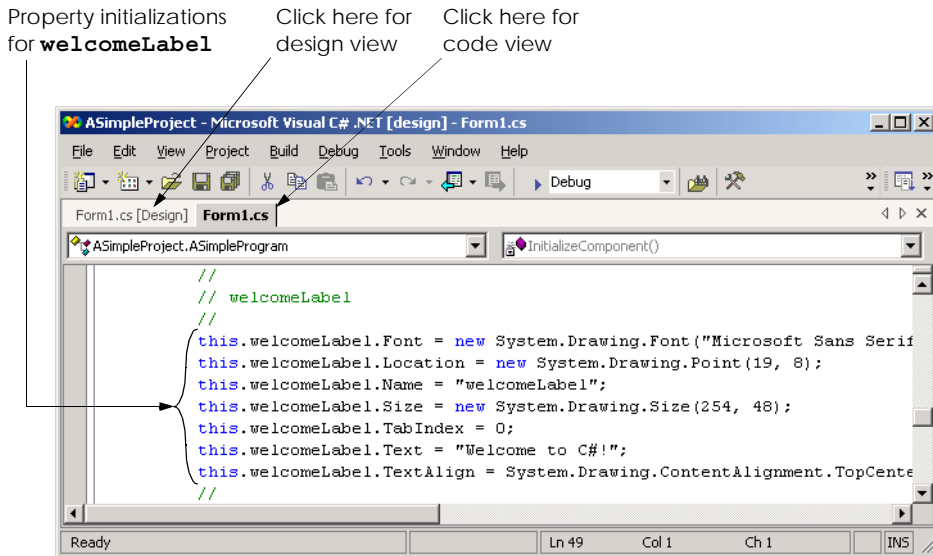 Property initializations
for welcomeLabel
Click here for
design view
Click here for
code view
ASimpleProject - Microsoft Visual C# .NET [design] - Form1.cs
File Edit View Project Build Debug Tools Window Help
Debug
Form1.cs [Design] Form1.cs
ASimpleProject.ASimpleProgram
InitializeComponent()
//
// welcomeLabel
//
this.welcomeLabel.Font = new System.Drawing.Font("Microsoft Sans Serif
this.welcomeLabel.Location = new System.Drawing.Point(19, 8);
this.welcomeLabel.Name = "welcomeLabel";
this.welcomeLabel.Size = new System.Drawing.Size(254, 48);
this.welcomeLabel.TabIndex = 0;
this.welcomeLabel.Text = "Welcome to C#!";
this.welcomeLabel.TextAlign = System.Drawing.ContentAlignment.TopCente
//
Ready Ln 49 Col 1 Ch 1 INS